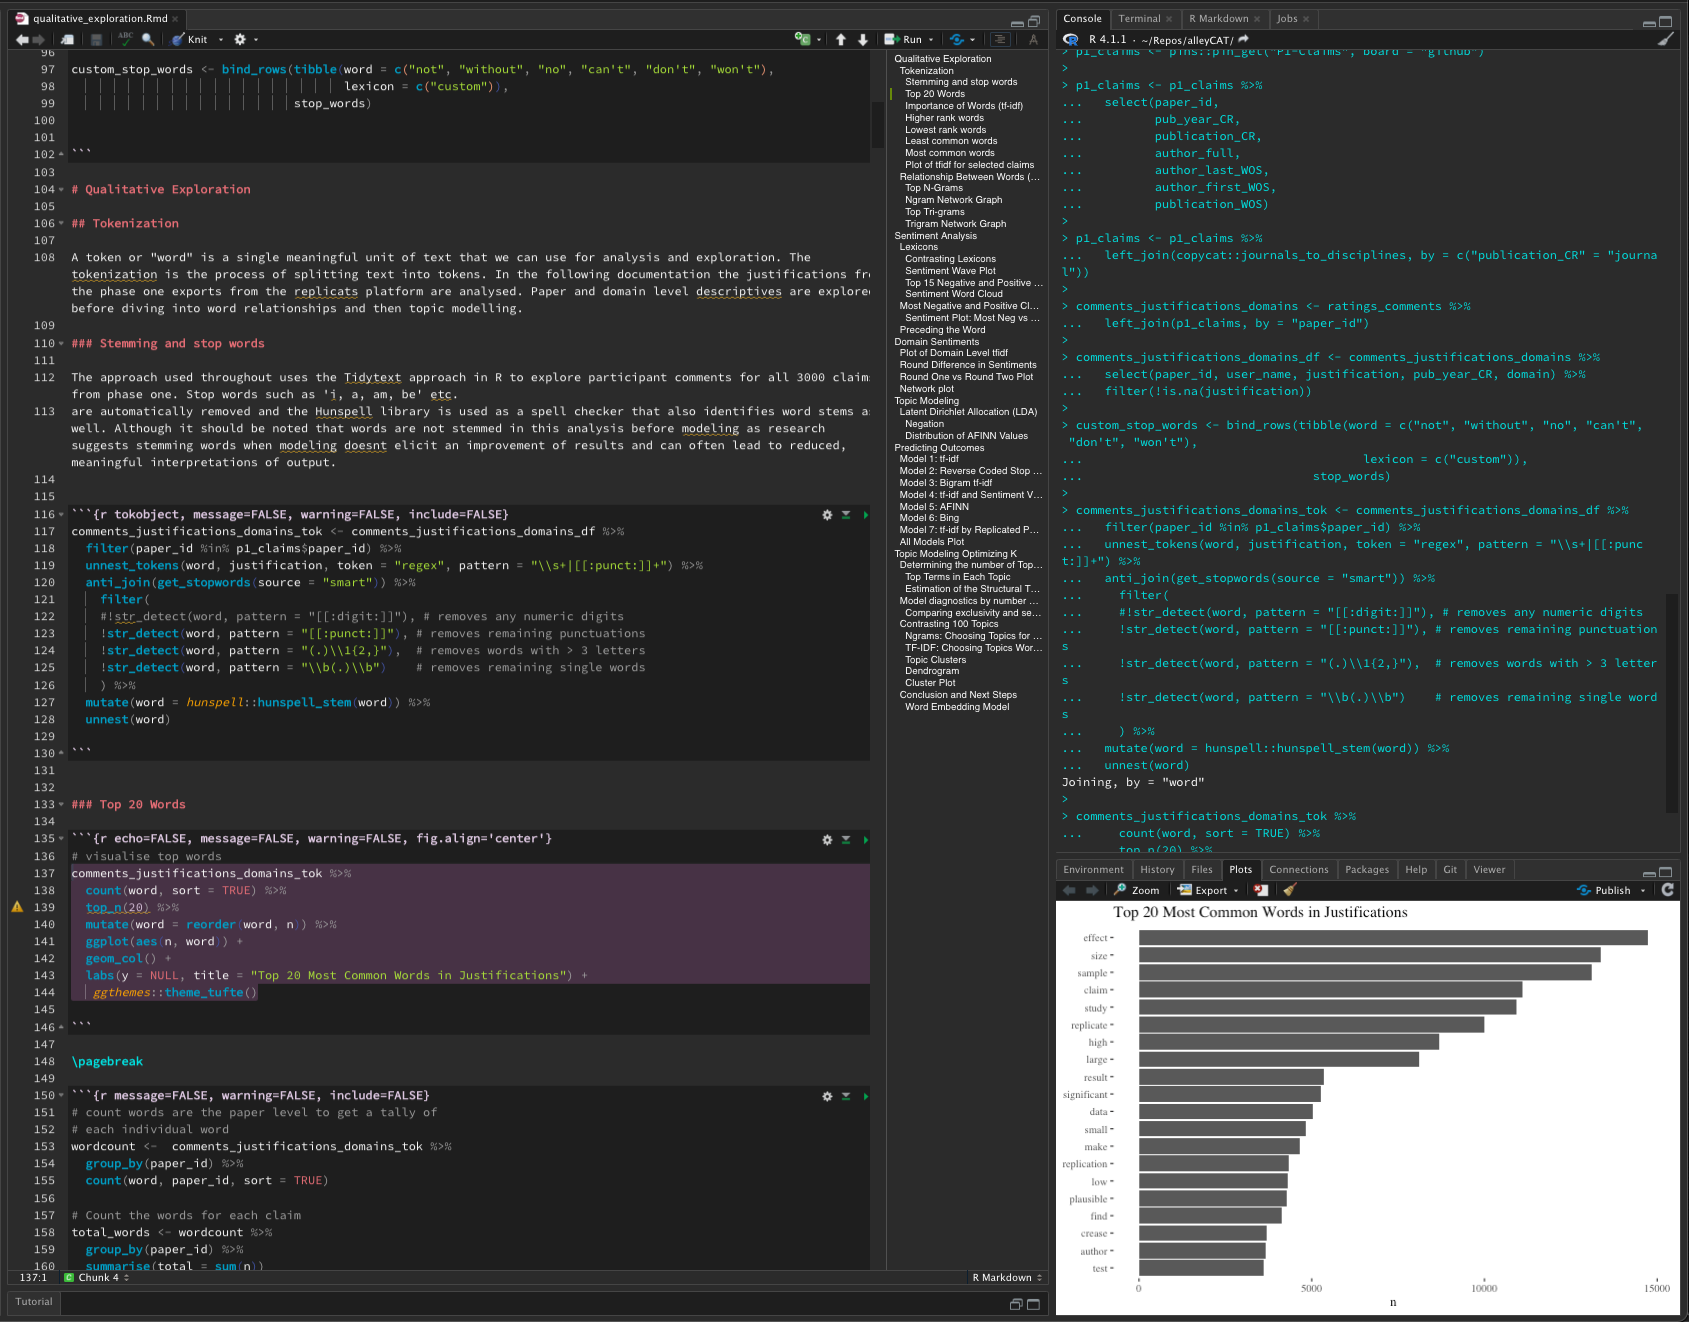 qualitative_exploration.Rmd
Knit
Run
96
97 custom_stop_words <- bind_rows(tibble(word = c("not", "without", "no", "can't", "don't", "won't"),
98 lexicon = c("custom")),
99 stop_words)
100
101
102 ```
103
104 # Qualitative Exploration
105
106 ## Tokenization
107
108 A token or "word" is a single meaningful unit of text that we can use for analysis and exploration. The
tokenization is the process of splitting text into tokens. In the following documentation the justifications fr
the phase one exports from the replicats platform are analysed. Paper and domain level descriptives are explore
before diving into word relationships and then topic modelling.
109
110 ### Stemming and stop words
111
112 The approach used throughout uses the Tidytext approach in R to explore participant comments for all 3000 claim
from phase one. Stop words such as 'i, a, am, be' etc.
113 are automatically removed and the Hunspell library is used as a spell checker that also identifies word stems a
well. Although it should be noted that words are not stemmed in this analysis before modeling as research
suggests stemming words when modeling doesnt elicit an improvement of results and can often lead to reduced,
meaningful interpretations of output.
114
115
116 ```{r tokobject, message=FALSE, warning=FALSE, include=FALSE}
117 comments_justifications_domains_tok <- comments_justifications_domains_df %>%
118 filter(paper_id %in% p1_claims$paper_id) %>%
119 unnest_tokens(word, justification, token = "regex", pattern = "\\s+|[[:punct:]]+") %>%
120 anti_join(get_stopwords(source = "smart")) %>%
121 filter(
122 #!str_detect(word, pattern = "[[:digit:]]"), # removes any numeric digits
123 !str_detect(word, pattern = "[[:punct:]]"), # removes remaining punctuations
124 !str_detect(word, pattern = "(.)\\1{2,}"), # removes words with > 3 letters
125 !str_detect(word, pattern = "\\b(.)\\b") # removes remaining single words
126 ) %>%
127 mutate(word = hunspell::hunspell_stem(word)) %>%
128 unnest(word)
129
130 ```
131
132
133 ### Top 20 Words
134
135 ```{r echo=FALSE, message=FALSE, warning=FALSE, fig.align='center'}
136 # visualise top words
137 comments_justifications_domains_tok %>%
138 count(word, sort = TRUE) %>%
139 top_n(20) %>%
140 mutate(word = reorder(word, n)) %>%
141 ggplot(aes(n, word)) +
142 geom_col() +
143 labs(y = NULL, title = "Top 20 Most Common Words in Justifications") +
144 ggthemes::theme_tufte()
145
146 ```
147
148 \pagebreak
149
150 ```{r message=FALSE, warning=FALSE, include=FALSE}
151 # count words are the paper level to get a tally of
152 # each individual word
153 wordcount <- comments_justifications_domains_tok %>%
154 group_by(paper_id) %>%
155 count(word, paper_id, sort = TRUE)
156
157 # Count the words for each claim
158 total_words <- wordcount %>%
159 group_by(paper_id) %>%
160 summarise(total = sum(n))
137:1 Chunk 4 R Markdown
Tutorial
Qualitative Exploration
Tokenization
Stemming and stop words
Top 20 Words
Importance of Words (tf-idf)
Higher rank words
Lowest rank words
Least common words
Most common words
Plot of tfidf for selected claims
Relationship Between Words (...
Top N-Grams
Ngram Network Graph
Top Tri-grams
Trigram Network Graph
Sentiment Analysis
Lexicons
Contrasting Lexicons
Sentiment Wave Plot
Top 15 Negative and Positive ...
Sentiment Word Cloud
Most Negative and Positive Cl...
Sentiment Plot: Most Neg vs ...
Preceding the Word
Domain Sentiments
Plot of Domain Level tfidf
Round Difference in Sentiments
Round One vs Round Two Plot
Network plot
Topic Modeling
Latent Dirichlet Allocation (LDA)
Negation
Distribution of AFINN Values
Predicting Outcomes
Model 1: tf-idf
Model 2: Reverse Coded Stop ...
Model 3: Bigram tf-idf
Model 4: tf-idf and Sentiment V...
Model 5: AFINN
Model 6: Bing
Model 7: tf-idf by Replicated P...
All Models Plot
Topic Modeling Optimizing K
Determining the number of Top...
Top Terms in Each Topic
Estimation of the Structural T...
Model diagnostics by number ...
Comparing exclusivity and se...
Contrasting 100 Topics
Ngrams: Choosing Topics for ...
TF-IDF: Choosing Topics Wor...
Topic Clusters
Dendrogram
Cluster Plot
Conclusion and Next Steps
Word Embedding Model
Console Terminal R Markdown Jobs
R 4.1.1 · ~/Repos/alleyCAT/
> p1_claims <- pins::pin_get("P1-Claims", board = "github")
>
> p1_claims <- p1_claims %>%
... select(paper_id,
... pub_year_CR,
... publication_CR,
... author_full,
... author_last_WOS,
... author_first_WOS,
... publication_WOS)
>
> p1_claims <- p1_claims %>%
... left_join(copycat::journals_to_disciplines, by = c("publication_CR" = "journa
l"))
>
> comments_justifications_domains <- ratings_comments %>%
... left_join(p1_claims, by = "paper_id")
>
> comments_justifications_domains_df <- comments_justifications_domains %>%
... select(paper_id, user_name, justification, pub_year_CR, domain) %>%
... filter(!is.na(justification))
>
> custom_stop_words <- bind_rows(tibble(word = c("not", "without", "no", "can't",
"don't", "won't"),
... lexicon = c("custom")),
... stop_words)
>
> comments_justifications_domains_tok <- comments_justifications_domains_df %>%
... filter(paper_id %in% p1_claims$paper_id) %>%
... unnest_tokens(word, justification, token = "regex", pattern = "\\s+|[[:punc
t:]]+") %>%
... anti_join(get_stopwords(source = "smart")) %>%
... filter(
... #!str_detect(word, pattern = "[[:digit:]]"), # removes any numeric digits
... !str_detect(word, pattern = "[[:punct:]]"), # removes remaining punctuation
s
... !str_detect(word, pattern = "(.)\\1{2,}"), # removes words with > 3 letter
s
... !str_detect(word, pattern = "\\b(.)\\b") # removes remaining single word
s
... ) %>%
... mutate(word = hunspell::hunspell_stem(word)) %>%
... unnest(word)
Joining, by = "word"
>
> comments_justifications_domains_tok %>%
... count(word, sort = TRUE) %>%
... top_n(20) %>%
Environment History Files Plots Connections Packages Help Git Viewer
Zoom Export Publish
Top 20 Most Common Words in Justifications
effect
size
sample
claim
study
replicate
high
large
result
significant
data
small
make
replication
low
plausible
find
crease
author
test
0 5000 10000 15000
n